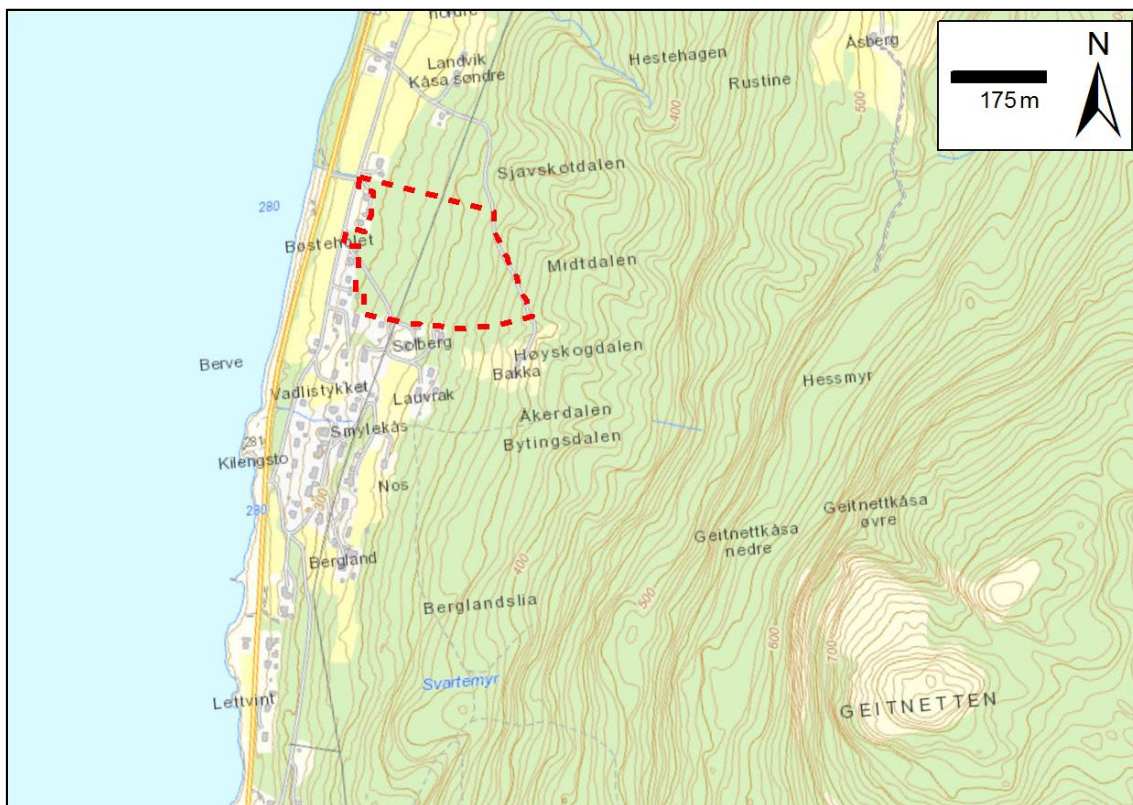 nordre
Landvik
Kåsa søndre
Hestehagen
Rustine
Åsberg
N
175 m
400
500
Sjavskotdalen
280
Bøsteholet
Midtdalen
Solberg
Høyskogdalen
Bakka
Berve
Vadlistykket
Lauvrak
Hessmyr
Smylekås
Åkerdalen
Bytingsdalen
281
Kilengsto
Nos
300
280
Geitnettkåsa
øvre
Geitnettkåsa
nedre
Bergland
400
500
Berglandslia
600
700
Svartemyr
Lettvint
GEITNETTEN